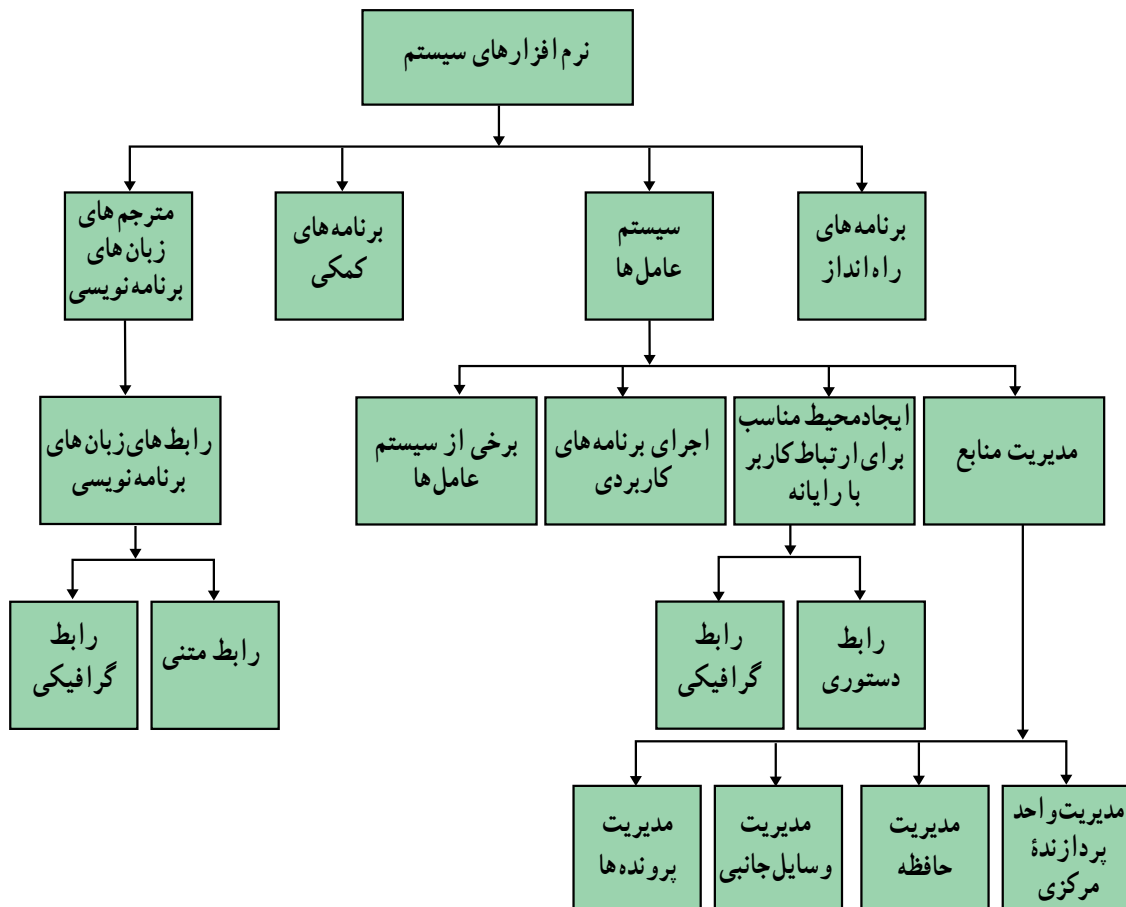 نرم افزارهای سیستم
برنامه‌های
راه‌انداز
سیستم
عامل‌ها
برنامه‌های
کمکی
مترجم‌های
زبان‌های
برنامه‌نویسی
مدیریت منابع
ایجاد محیط مناسب
برای ارتباط کاربر
با رایانه
اجرای برنامه‌های
کاربردی
برخی از سیستم
عامل‌ها
رابط‌های زبان‌های
برنامه‌نویسی
رابط
دستوری
رابط
گرافیکی
رابط متنی
رابط
گرافیکی
مدیریت واحد
پردازندهٔ
مرکزی
مدیریت
حافظه
مدیریت
وسایل جانبی
مدیریت
پرونده‌ها